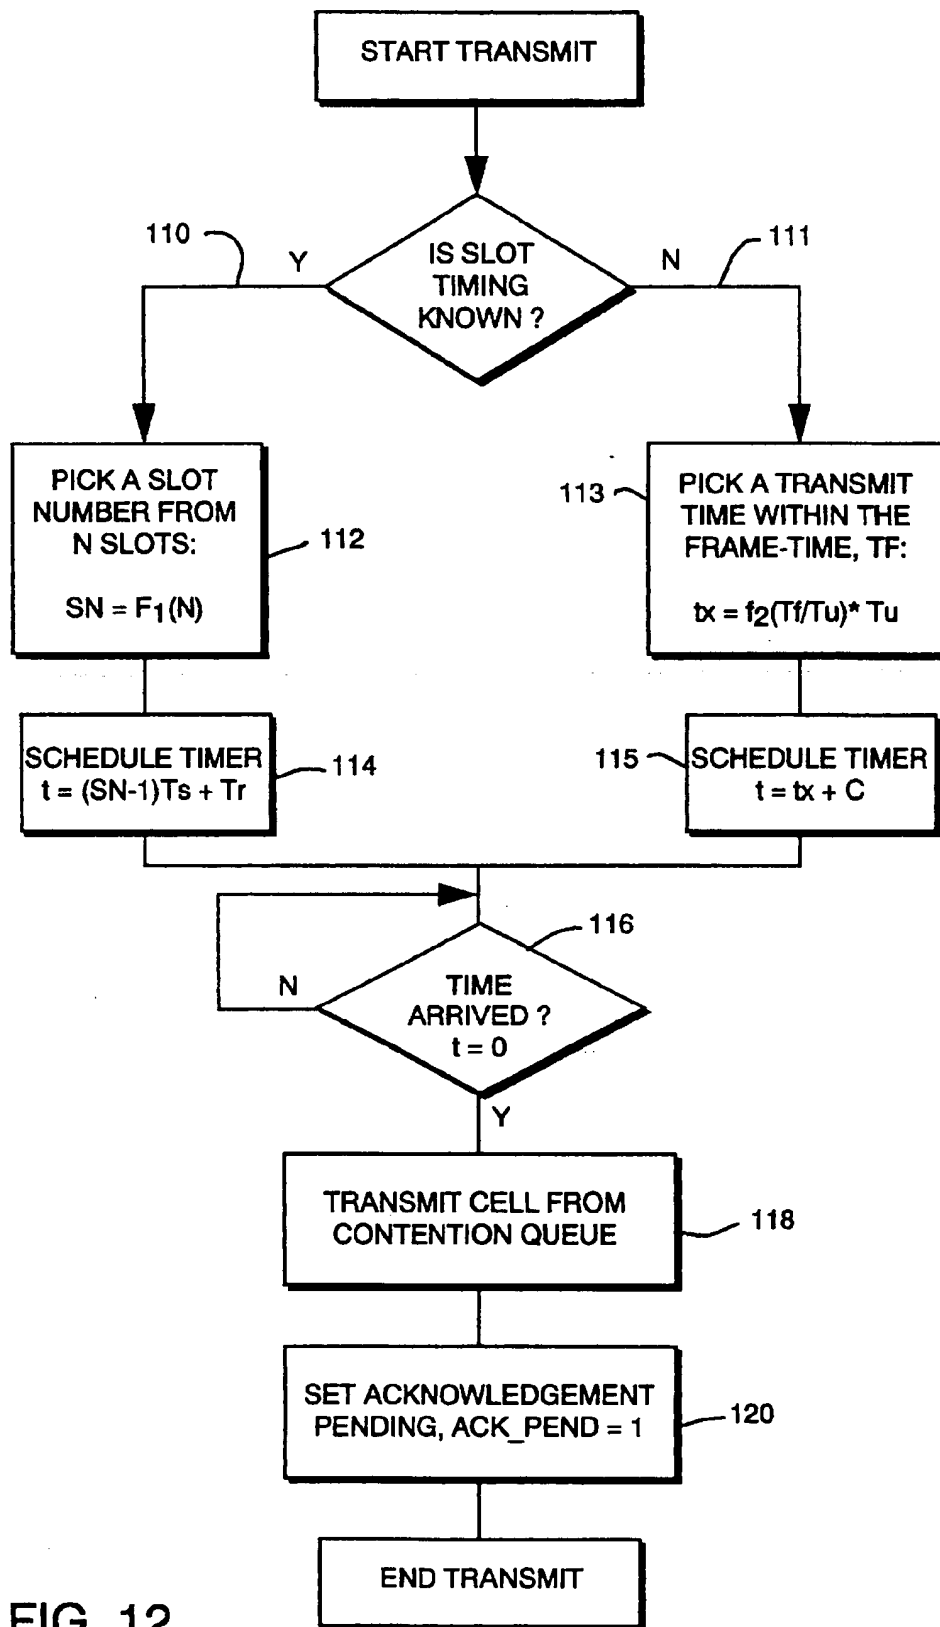 START TRANSMIT
110
Y
IS SLOT
TIMING
KNOWN ?
N
111
PICK A SLOT
NUMBER FROM
N SLOTS:
SN = F1(N)
112
113
PICK A TRANSMIT
TIME WITHIN THE
FRAME-TIME, TF:
tx = f2(Tf/Tu)* Tu
SCHEDULE TIMER
t = (SN-1)Ts + Tr
114
115
SCHEDULE TIMER
t = tx + C
116
N
TIME
ARRIVED ?
t = 0
Y
TRANSMIT CELL FROM
CONTENTION QUEUE
118
SET ACKNOWLEDGEMENT
PENDING, ACK_PEND = 1
120
END TRANSMIT
FIG. 12